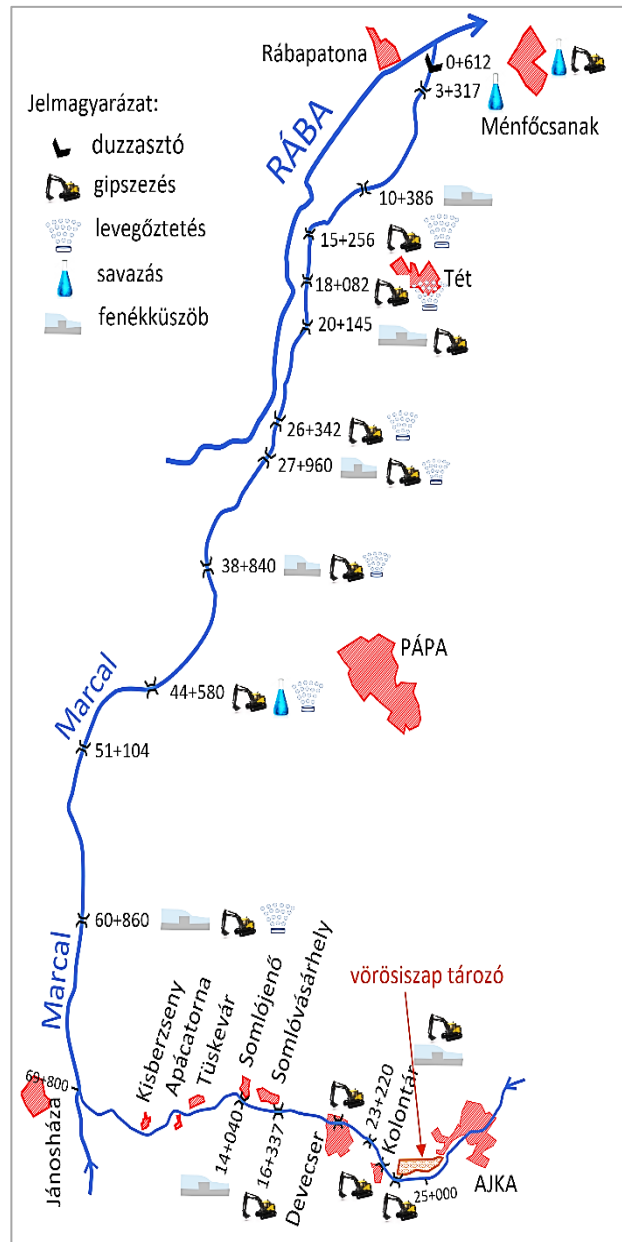 Rábapatona
0+612
3+317
Ménfőcsanak
Jelmagyarázat:
duzzasztó
gipszezés
levegőztetés
savazás
fenékküszöb
RÁBA
10+386
15+256
18+082
Tét
20+145
26+342
27+960
38+840
PÁPA
44+580
Marcal
51+104
60+860
Marcal
vörösiszap tározó
Kisberzseny
Apácatorna
Tüskevár
Somlójenő
Somlóvásárhely
69+800
Jánosháza
14+040
16+337
Devecser
23+220
Kolontár
25+000
AJKA